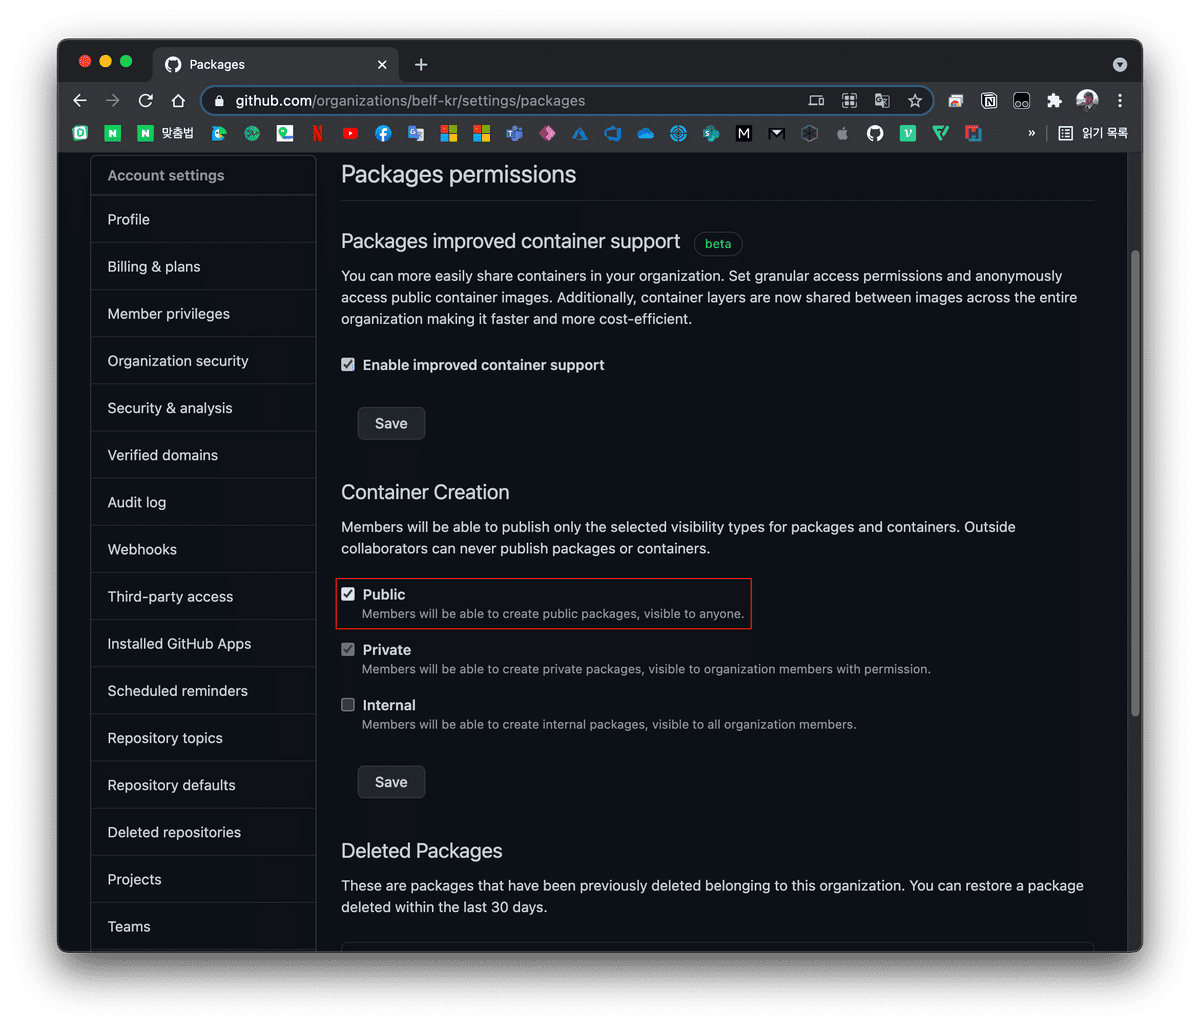 Packages
github.com/organizations/belf-kr/settings/packages
맞춤법
» 읽기 목록
Account settings
Profile
Billing & plans
Member privileges
Organization security
Security & analysis
Verified domains
Audit log
Webhooks
Third-party access
Installed GitHub Apps
Scheduled reminders
Repository topics
Repository defaults
Deleted repositories
Projects
Teams
Packages permissions
Packages improved container support beta
You can more easily share containers in your organization. Set granular access permissions and anonymously
access public container images. Additionally, container layers are now shared between images across the entire
organization making it faster and more cost-efficient.
Enable improved container support
Save
Container Creation
Members will be able to publish only the selected visibility types for packages and containers. Outside
collaborators can never publish packages or containers.
Public
Members will be able to create public packages, visible to anyone.
Private
Members will be able to create private packages, visible to organization members with permission.
Internal
Members will be able to create internal packages, visible to all organization members.
Save
Deleted Packages
These are packages that have been previously deleted belonging to this organization. You can restore a package
deleted within the last 30 days.